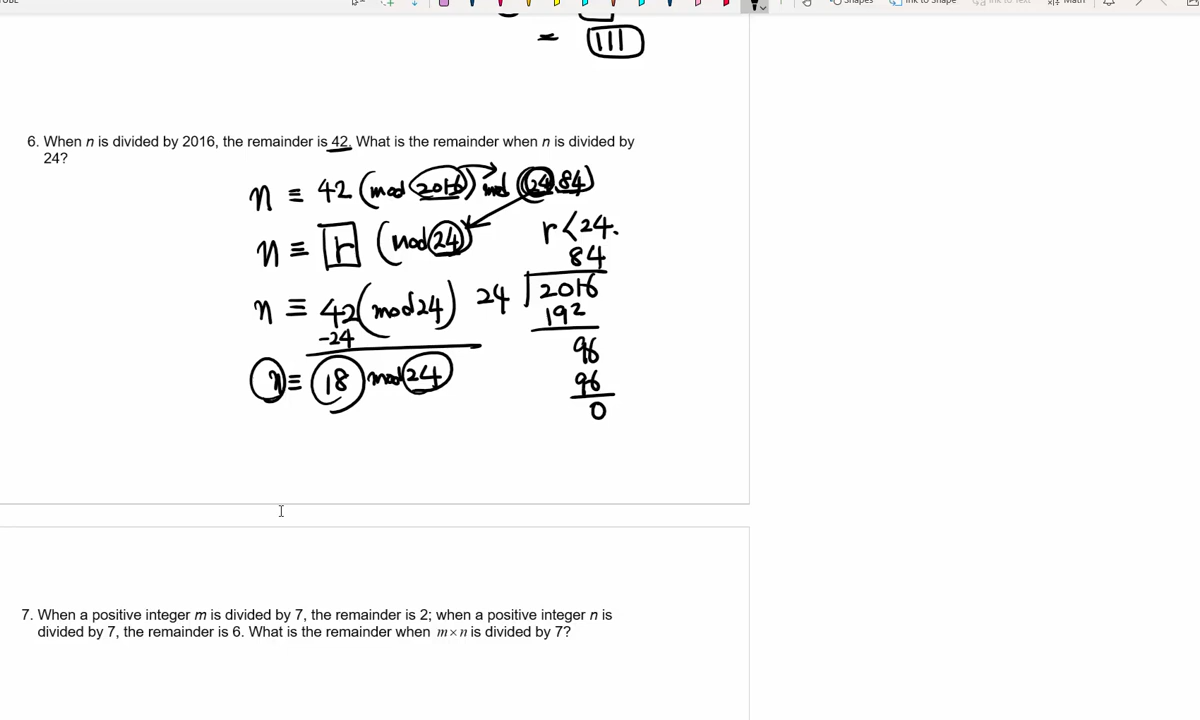 = 111
6. When n is divided by 2016, the remainder is 42. What is the remainder when n is divided by
24?
n ≡ 42 (mod 2016) mod (24.84)
n ≡ r (mod 24)
r < 24.
n ≡ 42 (mod 24)
-24
n ≡ 18 mod 24
84
24 2016
192
96
96
0
7. When a positive integer m is divided by 7, the remainder is 2; when a positive integer n is
divided by 7, the remainder is 6. What is the remainder when m × n is divided by 7?